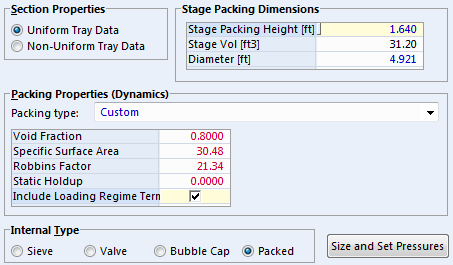 Section Properties
Uniform Tray Data
Non-Uniform Tray Data
Stage Packing Dimensions
Stage Packing Height [ft] 1.640
Stage Vol [ft3] 31.20
Diameter [ft] 4.921
Packing Properties (Dynamics)
Packing type: Custom
Void Fraction 0.8000
Specific Surface Area 30.48
Robbins Factor 21.34
Static Holdup 0.0000
Include Loading Regime Term
Internal Type
Sieve Valve Bubble Cap Packed
Size and Set Pressures